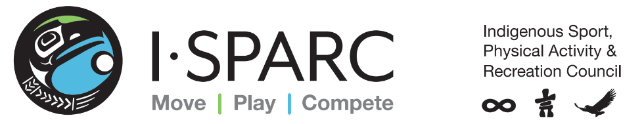 I·SPARC
Move | Play | Compete
Indigenous Sport,
Physical Activity &
Recreation Council